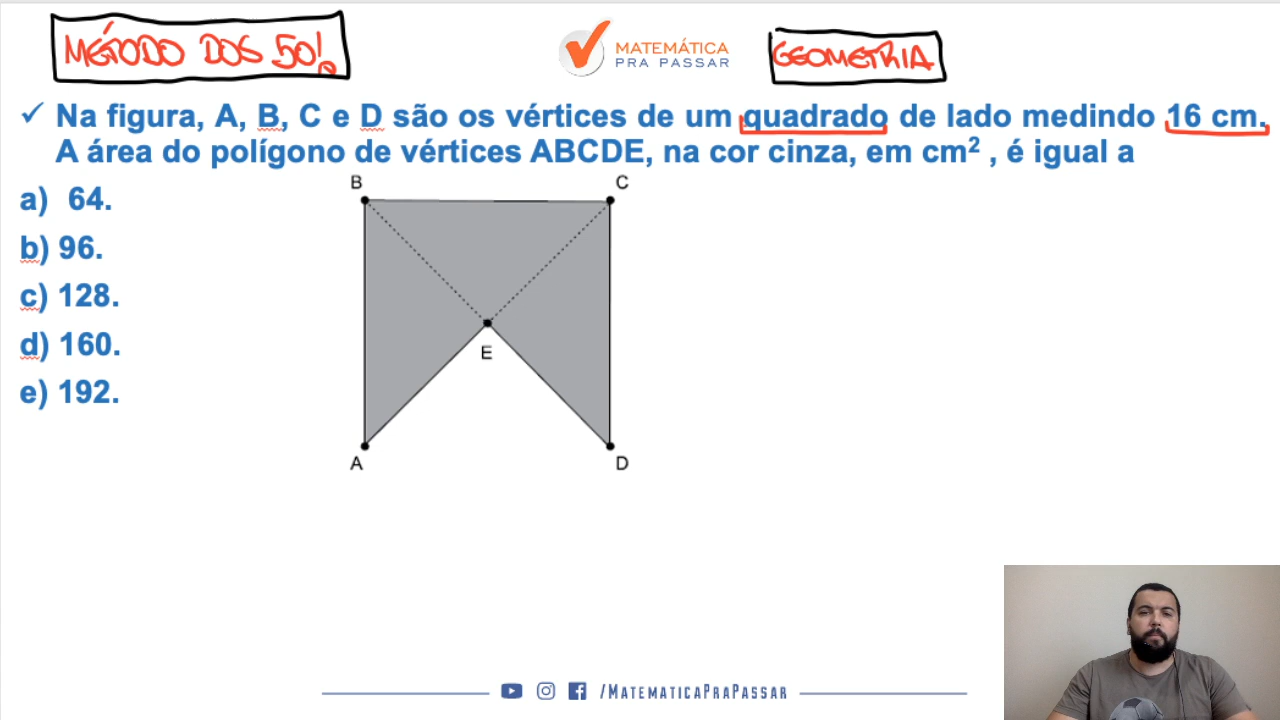 MÉTODO DOS 50!
MATEMÁTICA
PRA PASSAR
GEOMETRIA
✓ Na figura, A, B, C e D são os vértices de um quadrado de lado medindo 16 cm.
A área do polígono de vértices ABCDE, na cor cinza, em cm² , é igual a
a) 64.
b) 96.
c) 128.
d) 160.
e) 192.
B
C
E
A
D
/MATEMATICAPRAPASSAR